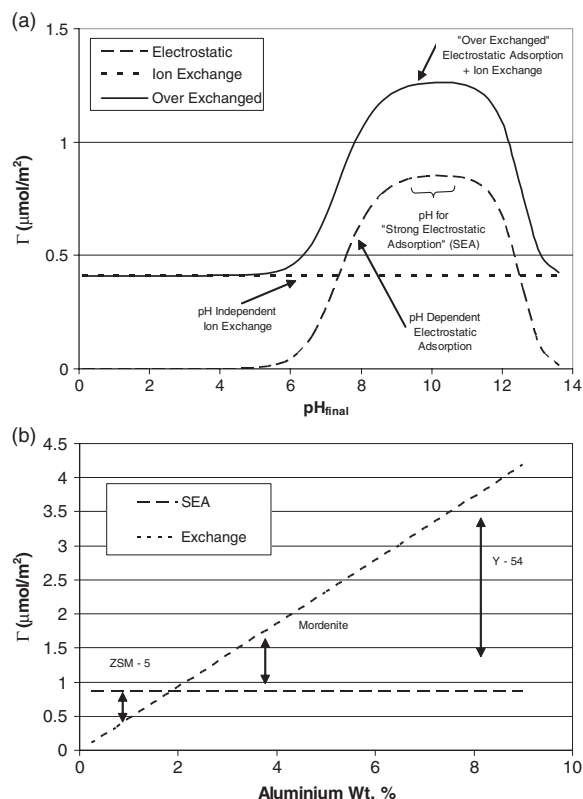 (a)
1.5
1
0.5
0
Γ (μmol/m²)
Electrostatic
Ion Exchange
Over Exchanged
"Over Exchanged"
Electrostatic Adsorption
+ Ion Exchange
pH for
"Strong Electrostatic
Adsorption" (SEA)
pH Independent
Ion Exchange
pH Dependent
Electrostatic
Adsorption
0 2 4 6 8 10 12 14
pHfinal
(b)
4.5
4
3.5
3
2.5
2
1.5
1
0.5
0
Γ (μmol/m²)
SEA
Exchange
Y - 54
Mordenite
ZSM - 5
0 2 4 6 8 10
Aluminium Wt. %